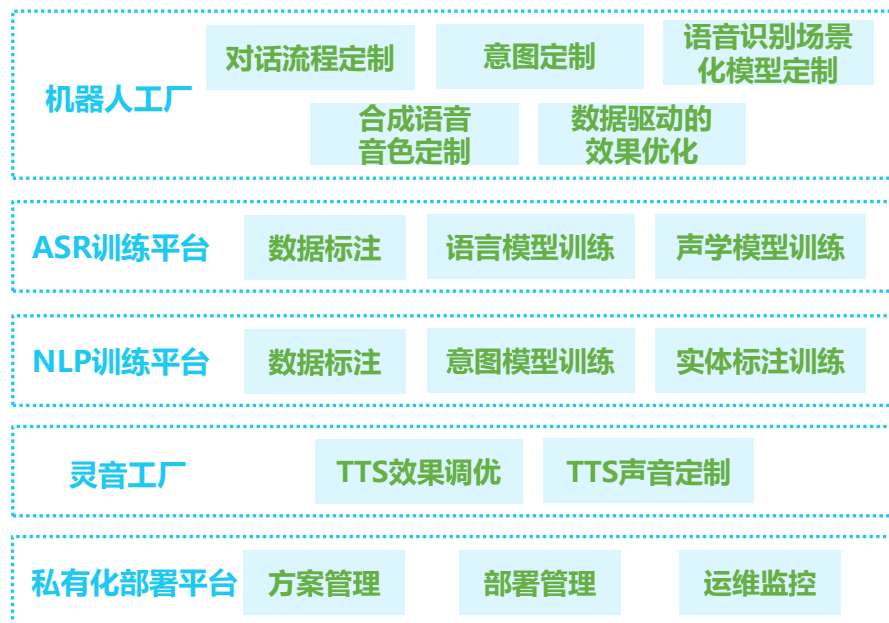 机器人工厂
对话流程定制
意图定制
语音识别场景
化模型定制
合成语音
音色定制
数据驱动的
效果优化
ASR训练平台
数据标注
语言模型训练
声学模型训练
NLP训练平台
数据标注
意图模型训练
实体标注训练
灵音工厂
TTS效果调优
TTS声音定制
私有化部署平台
方案管理
部署管理
运维监控